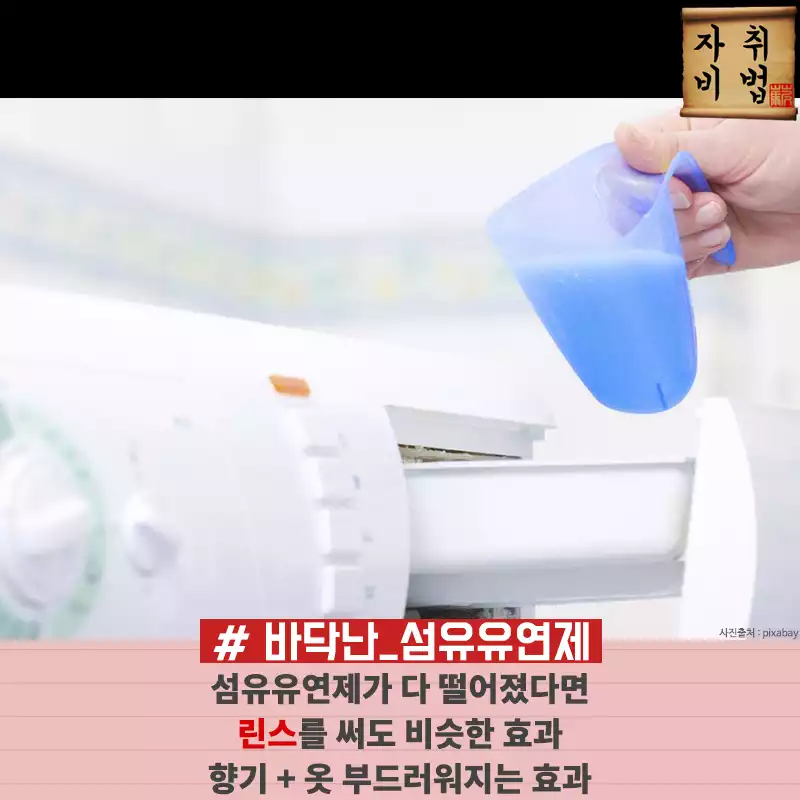 자취
비법
사진출처 : pixabay
# 바닥난_섬유유연제
섬유유연제가 다 떨어졌다면
린스를 써도 비슷한 효과
향기 + 옷 부드러워지는 효과